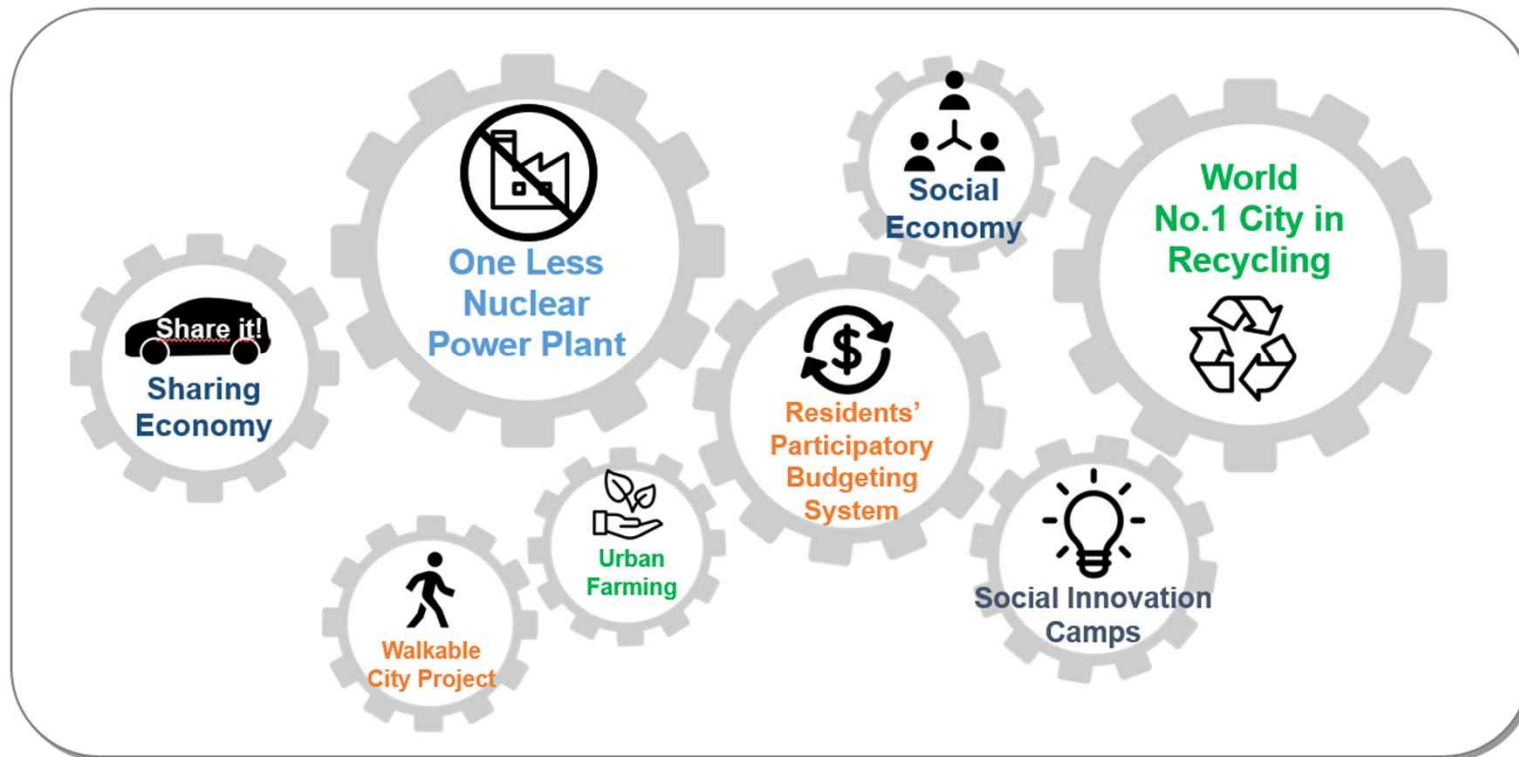 Share it!
Sharing
Economy
One Less
Nuclear
Power Plant
Social
Economy
World
No.1 City in
Recycling
$
Residents'
Participatory
Budgeting
System
Urban
Farming
Walkable
City Project
Social Innovation
Camps